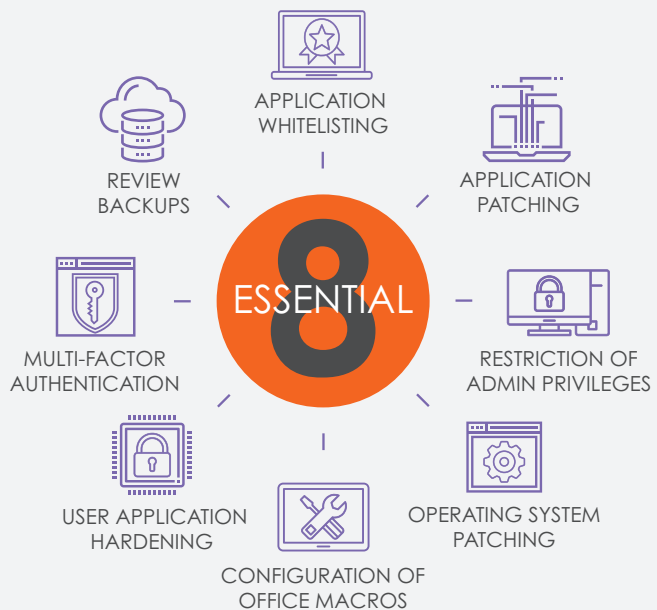 APPLICATION
WHITELISTING
REVIEW
BACKUPS
APPLICATION
PATCHING
8
ESSENTIAL
MULTI-FACTOR
AUTHENTICATION
RESTRICTION OF
ADMIN PRIVILEGES
USER APPLICATION
HARDENING
OPERATING SYSTEM
PATCHING
CONFIGURATION OF
OFFICE MACROS